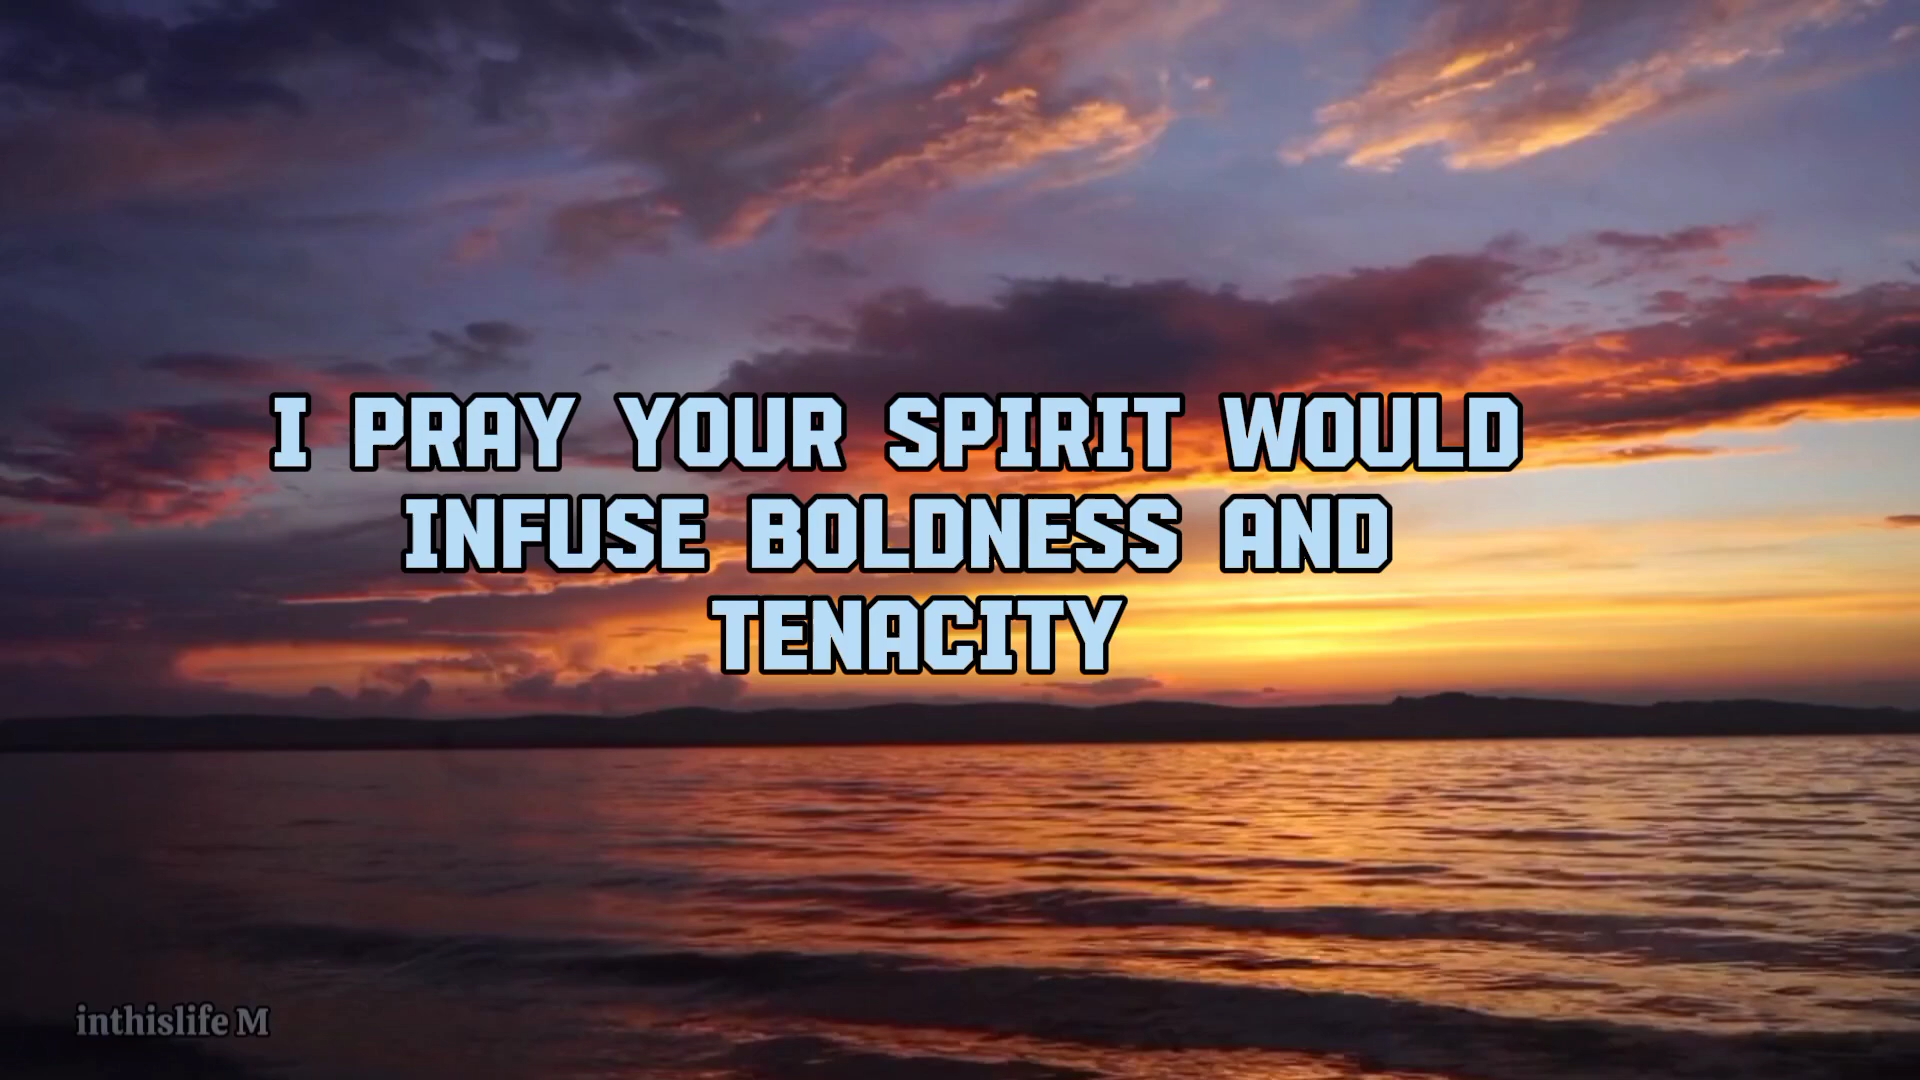 I PRAY YOUR SPIRIT WOULD
INFUSE BOLDNESS AND
TENACITY
inthislife M